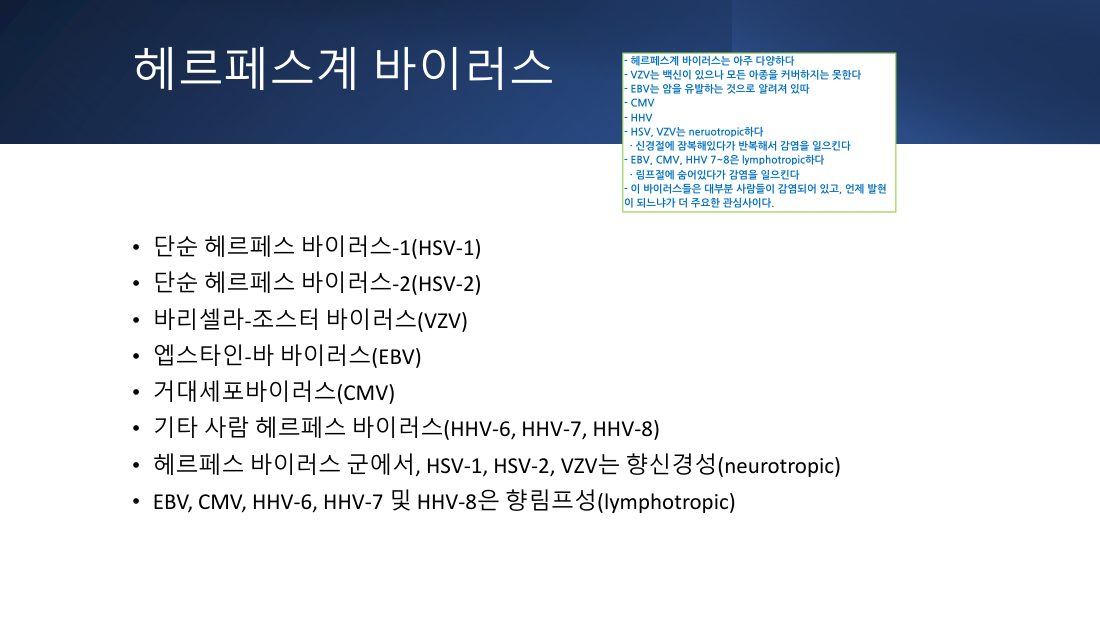 헤르페스계 바이러스
- 헤르페스계 바이러스는 아주 다양하다
- VZV는 백신이 있으나 모든 아종을 커버하지는 못한다
- EBV는 암을 유발하는 것으로 알려져 있따
- CMV
- HHV
- HSV, VZV는 neruotropic하다
· 신경절에 잠복해있다가 반복해서 감염을 일으킨다
- EBV, CMV, HHV 7~8은 lymphotropic하다
· 림프절에 숨어있다가 감염을 일으킨다
- 이 바이러스들은 대부분 사람들이 감염되어 있고, 언제 발현
이 되느냐가 더 주요한 관심사이다.
• 단순 헤르페스 바이러스-1(HSV-1)
• 단순 헤르페스 바이러스-2(HSV-2)
• 바리셀라-조스터 바이러스(VZV)
• 엡스타인-바 바이러스(EBV)
• 거대세포바이러스(CMV)
• 기타 사람 헤르페스 바이러스(HHV-6, HHV-7, HHV-8)
• 헤르페스 바이러스 군에서, HSV-1, HSV-2, VZV는 향신경성(neurotropic)
• EBV, CMV, HHV-6, HHV-7 및 HHV-8은 향림프성(lymphotropic)